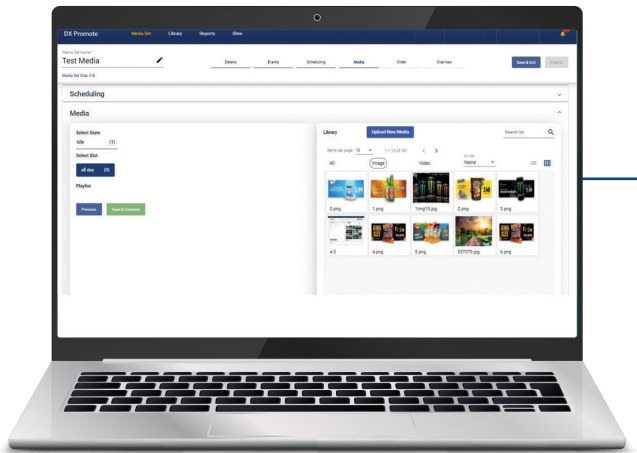 DX Promote Media Set Library Reports Sites
Media Set Name *
Test Media
Details Events Scheduling Media Order Overview
Save & Exit Publish
Media Set Size: 0 B
Scheduling
Media
Select State
Idle (1)
Select Slot
all day (0)
Playlist
Previous Save & Continue
Library Upload New Media Search for
Items per page: 10 1 – 10 of 101
All Image Video Sort By Name
0.png 1.png 1img18.jpg 2.png 3.png
4.0 4.png 5.png 537579.jpg 6.png